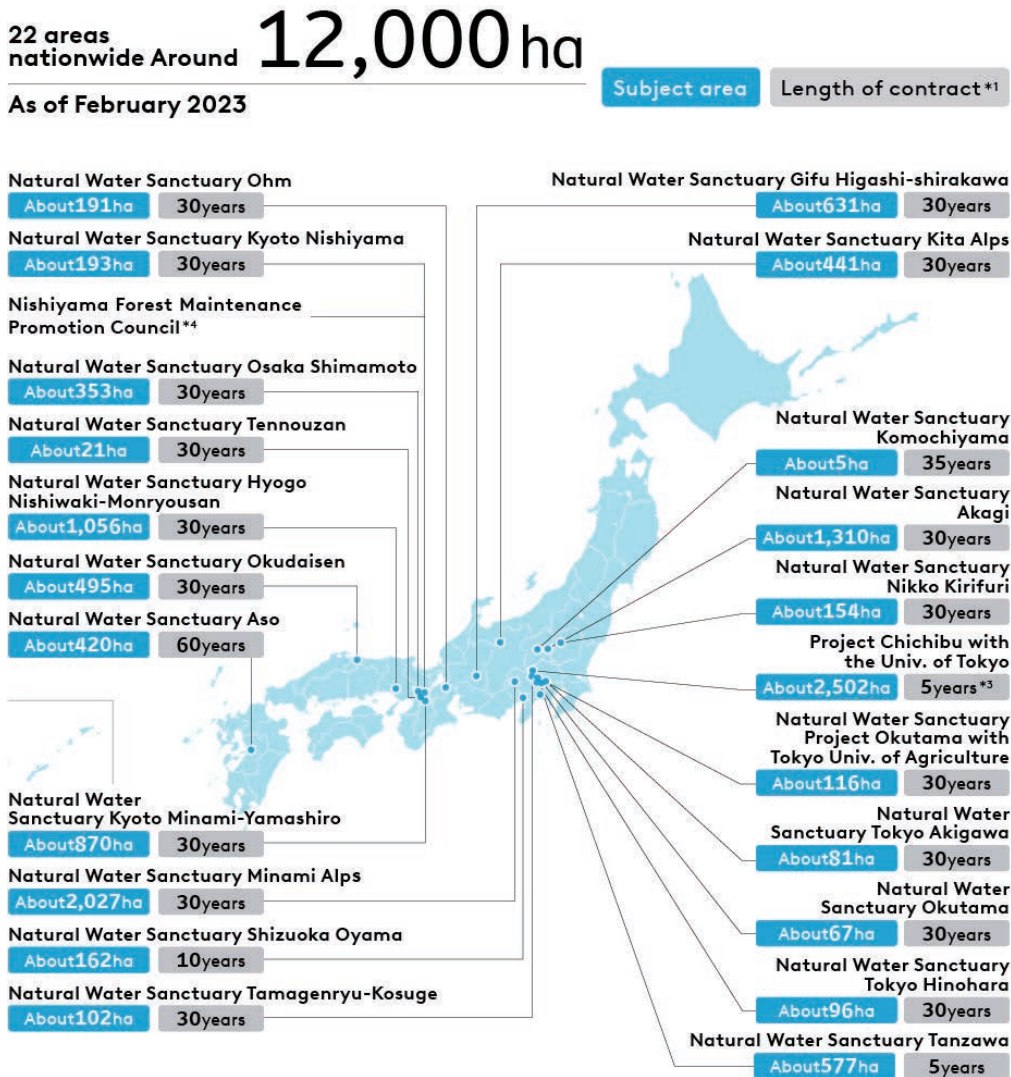 22 areas
nationwide Around 12,000 ha
As of February 2023
Subject area Length of contract*1
Natural Water Sanctuary Ohm
About191ha 30years
Natural Water Sanctuary Kyoto Nishiyama
About193ha 30years
Nishiyama Forest Maintenance
Promotion Council*4
Natural Water Sanctuary Osaka Shimamoto
About353ha 30years
Natural Water Sanctuary Tennouzan
About21ha 30years
Natural Water Sanctuary Hyogo
Nishiwaki-Monryousan
About1,056ha 30years
Natural Water Sanctuary Okudaisen
About495ha 30years
Natural Water Sanctuary Aso
About420ha 60years
Natural Water
Sanctuary Kyoto Minami-Yamashiro
About870ha 30years
Natural Water Sanctuary Minami Alps
About2,027ha 30years
Natural Water Sanctuary Shizuoka Oyama
About162ha 10years
Natural Water Sanctuary Tamagenryu-Kosuge
About102ha 30years
Natural Water Sanctuary Gifu Higashi-shirakawa
About631ha 30years
Natural Water Sanctuary Kita Alps
About441ha 30years
Natural Water Sanctuary
Komochiyama
About5ha 35years
Natural Water Sanctuary
Akagi
About1,310ha 30years
Natural Water Sanctuary
Nikko Kirifuri
About154ha 30years
Project Chichibu with
the Univ. of Tokyo
About2,502ha 5years*3
Natural Water Sanctuary
Project Okutama with
Tokyo Univ. of Agriculture
About116ha 30years
Natural Water
Sanctuary Tokyo Akigawa
About81ha 30years
Natural Water
Sanctuary Okutama
About67ha 30years
Natural Water Sanctuary
Tokyo Hinohara
About96ha 30years
Natural Water Sanctuary Tanzawa
About577ha 5years